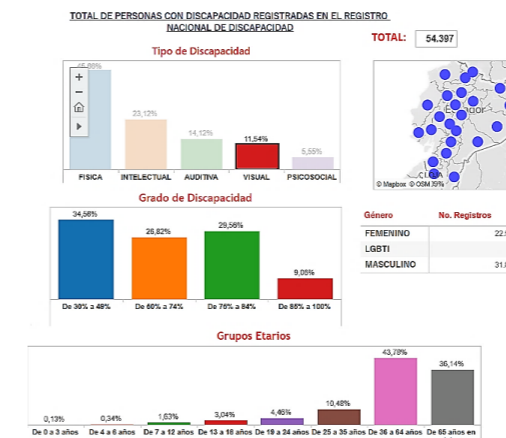 TOTAL DE PERSONAS CON DISCAPACIDAD REGISTRADAS EN EL REGISTRO
NACIONAL DE DISCAPACIDAD
TOTAL: 54.397
Tipo de Discapacidad
23,12%
14,12%
11,54%
5,55%
FISICA INTELECTUAL AUDITIVA VISUAL PSICOSOCIAL
© Mapbox © OSM
Grado de Discapacidad
34,56%
26,82%
29,56%
9,05%
De 30% a 49% De 50% a 74% De 75% a 84% De 85% a 100%
Género No. Registros
FEMENINO
LGBTI
MASCULINO
Grupos Etarios
0,13% 0,34% 1,63% 3,04% 4,46% 10,48% 43,78% 36,14%
De 0 a 3 años De 4 a 6 años De 7 a 12 años De 13 a 18 años De 19 a 24 años De 25 a 35 años De 36 a 64 años De 65 años en